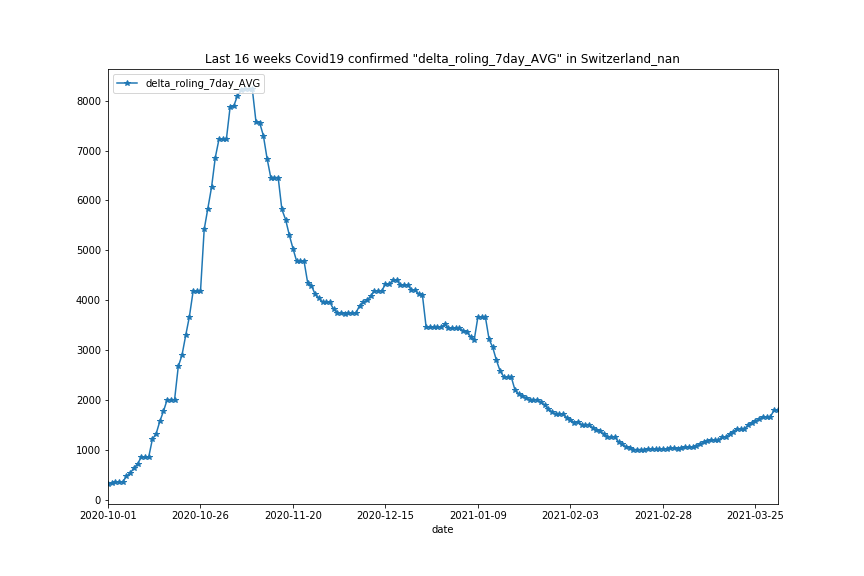 Last 16 weeks Covid19 confirmed "delta_roling_7day_AVG" in Switzerland_nan
delta_roling_7day_AVG
8000
7000
6000
5000
4000
3000
2000
1000
0
2020-10-01 2020-10-26 2020-11-20 2020-12-15 2021-01-09 2021-02-03 2021-02-28 2021-03-25
date